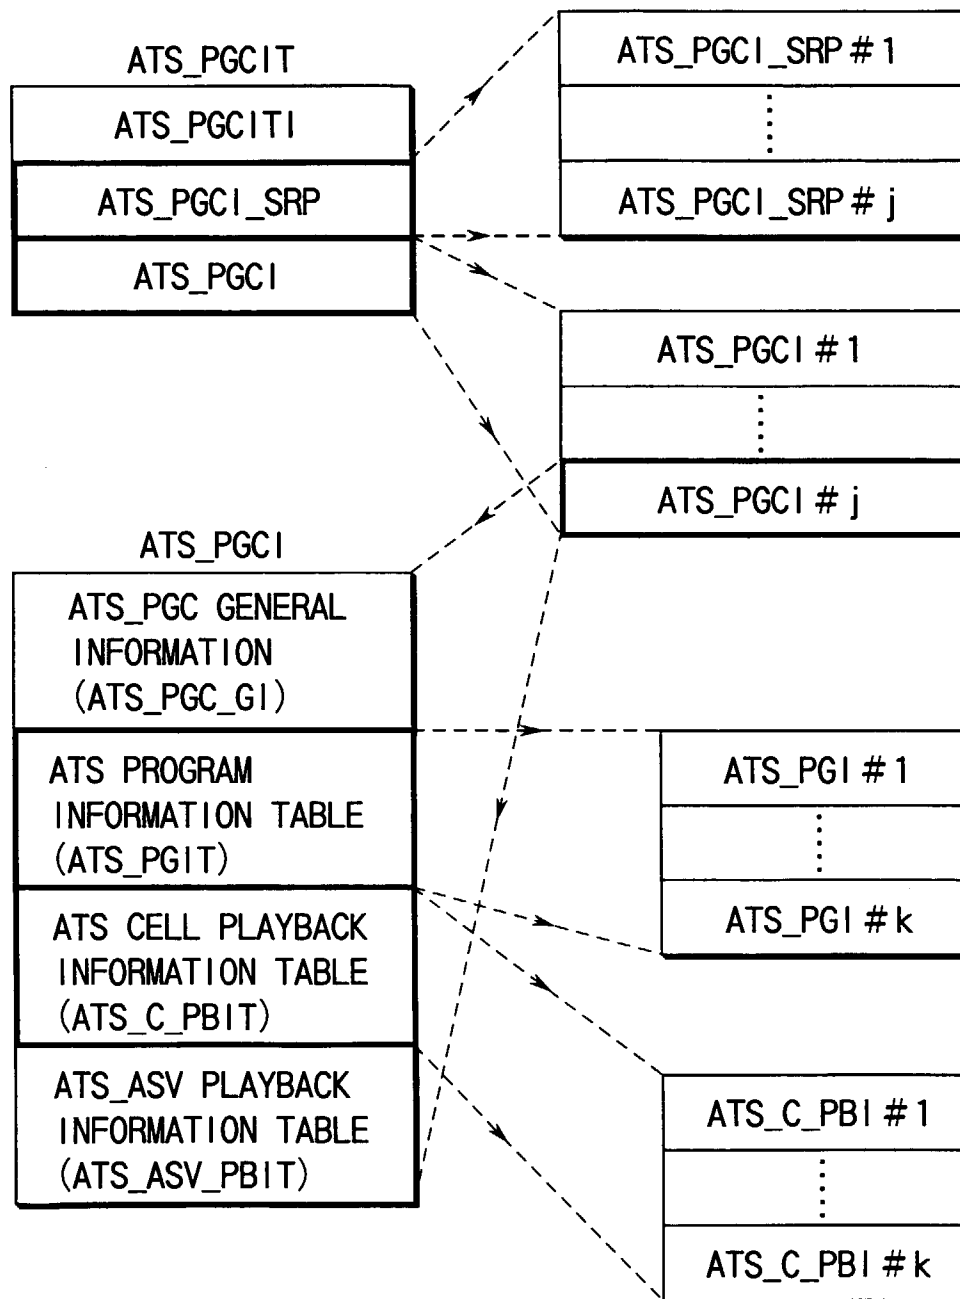 ATS_PGCIT
ATS_PGCITI
ATS_PGCI_SRP
ATS_PGCI
ATS_PGCI_SRP#1
ATS_PGCI_SRP#j
ATS_PGCI#1
ATS_PGCI#j
ATS_PGCI
ATS_PGC GENERAL
INFORMATION
(ATS_PGC_GI)
ATS PROGRAM
INFORMATION TABLE
(ATS_PGIT)
ATS CELL PLAYBACK
INFORMATION TABLE
(ATS_C_PBIT)
ATS_ASV PLAYBACK
INFORMATION TABLE
(ATS_ASV_PBIT)
ATS_PGI#1
ATS_PGI#k
ATS_C_PBI#1
ATS_C_PBI#k